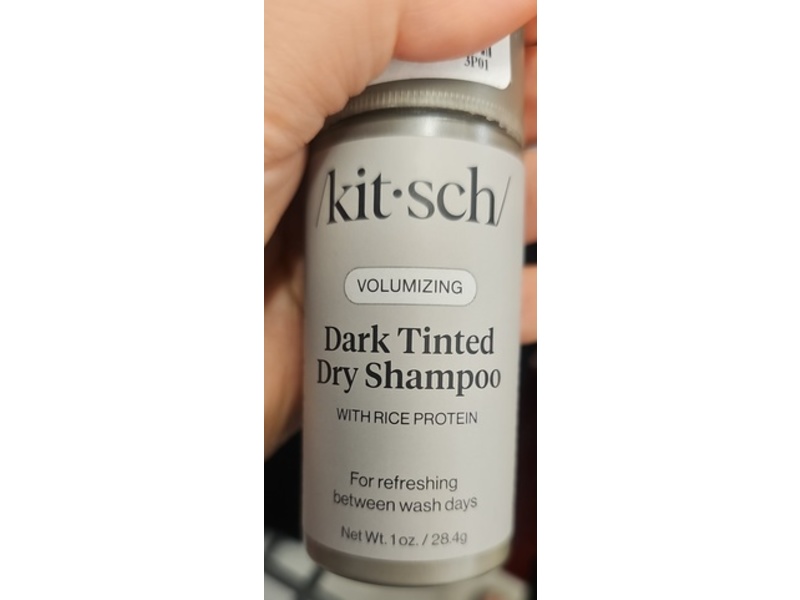 3P01
/kit·sch/
VOLUMIZING
Dark Tinted
Dry Shampoo
WITH RICE PROTEIN
For refreshing
between wash days
Net Wt. 1 oz. / 28.4g